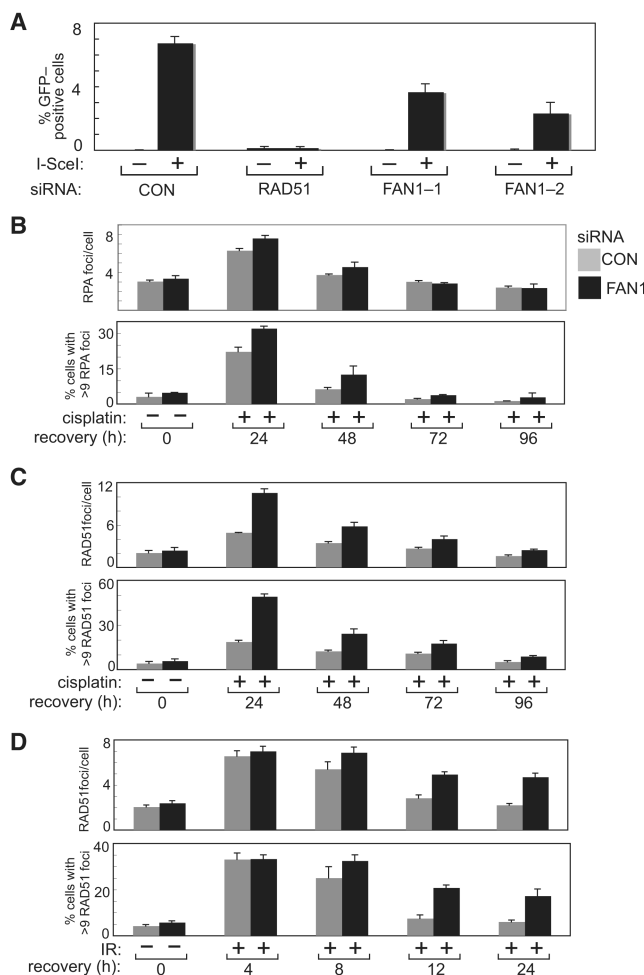 A
% GFP–
positive cells
8
4
0
I-SceI: – + – + – + – +
siRNA: CON RAD51 FAN1–1 FAN1–2
B
RPA foci/cell
8
4
0
siRNA
CON
FAN1
% cells with
>9 RPA foci
30
15
0
cisplatin: – – + + + + + + + +
recovery (h): 0 24 48 72 96
C
RAD51foci/cell
12
6
0
% cells with
>9 RAD51 foci
60
30
0
cisplatin: – – + + + + + + + +
recovery (h): 0 24 48 72 96
D
RAD51foci/cell
8
4
0
% cells with
>9 RAD51 foci
40
20
0
IR: – – + + + + + + + +
recovery (h): 0 4 8 12 24